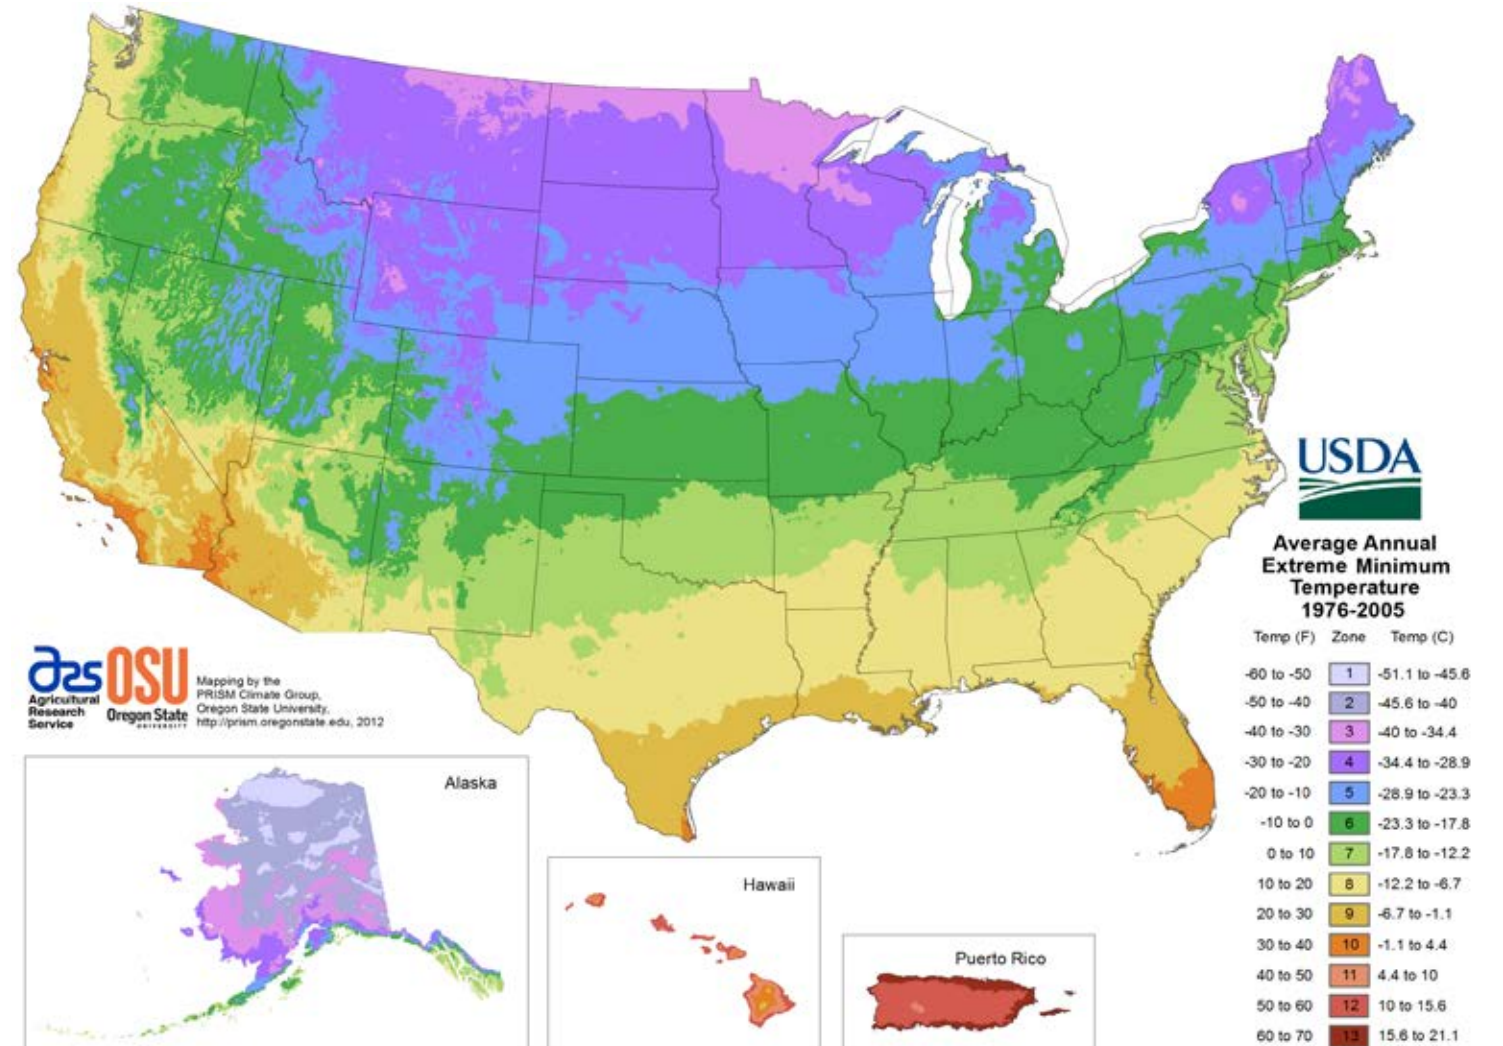 USDA
Average Annual
Extreme Minimum
Temperature
1976-2005
Temp (F) Zone Temp (C)
-60 to -50 1 -51.1 to -45.6
-50 to -40 2 -45.6 to -40
-40 to -30 3 -40 to -34.4
-30 to -20 4 -34.4 to -28.9
-20 to -10 5 -28.9 to -23.3
-10 to 0 6 -23.3 to -17.8
0 to 10 7 -17.8 to -12.2
10 to 20 8 -12.2 to -6.7
20 to 30 9 -6.7 to -1.1
30 to 40 10 -1.1 to 4.4
40 to 50 11 4.4 to 10
50 to 60 12 10 to 15.6
60 to 70 13 15.6 to 21.1
ars
Agricultural
Research
Service
OSU
Oregon State
UNIVERSITY
Mapping by the
PRISM Climate Group,
Oregon State University,
http://prism.oregonstate.edu, 2012
Alaska
Hawaii
Puerto Rico